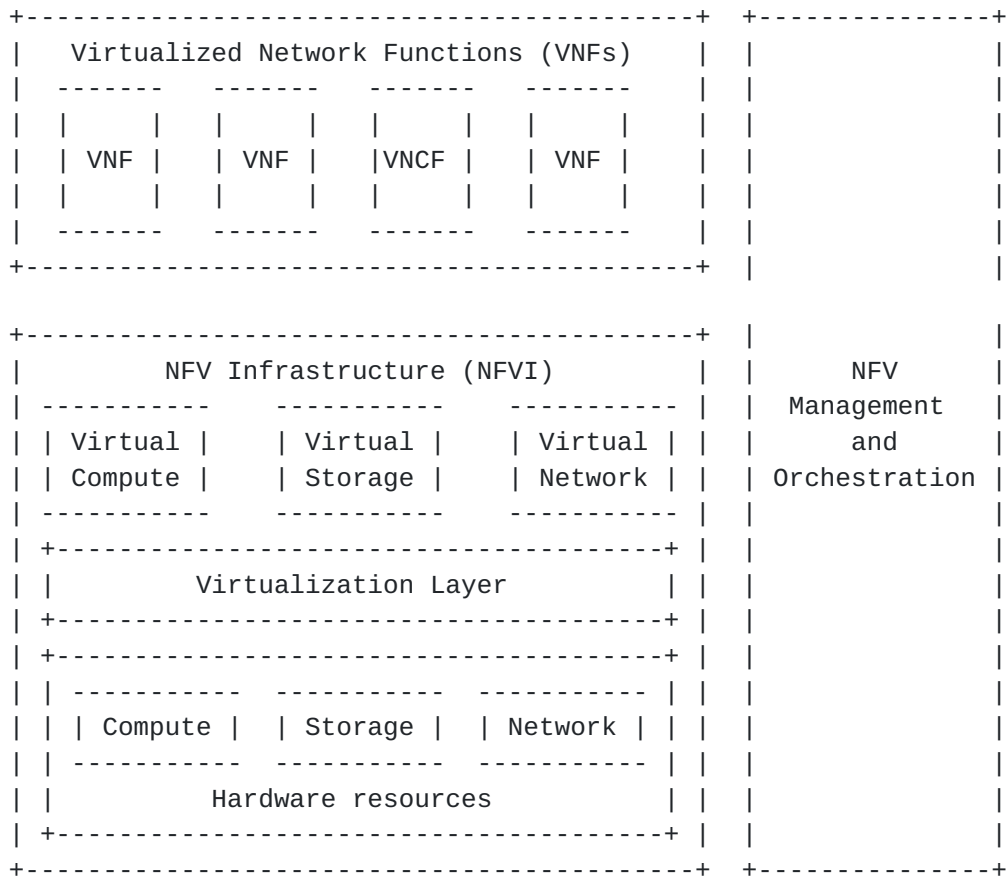 Virtualized Network Functions (VNFs)
VNF VNF VNCF VNF
NFV Infrastructure (NFVI)
Virtual Virtual Virtual
Compute Storage Network
Virtualization Layer
Compute Storage Network
Hardware resources
NFV
Management
and
Orchestration